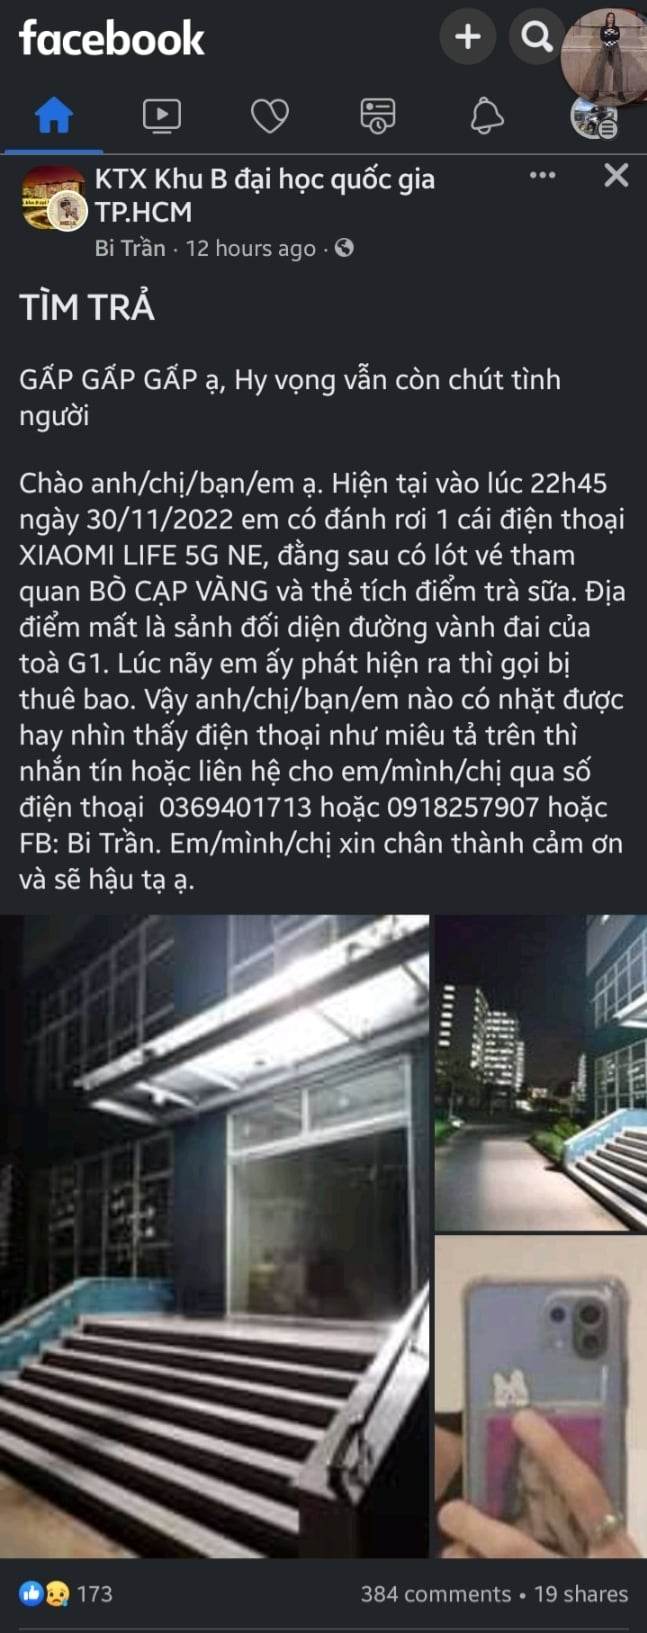 facebook
KTX Khu B đại học quốc gia
TP.HCM
Bi Trần · 12 hours ago ·
TÌM TRẢ
GẤP GẤP GẤP ạ, Hy vọng vẫn còn chút tình
người
Chào anh/chị/bạn/em ạ. Hiện tại vào lúc 22h45
ngày 30/11/2022 em có đánh rơi 1 cái điện thoại
XIAOMI LIFE 5G NE, đằng sau có lót vé tham
quan BÒ CẠP VÀNG và thẻ tích điểm trà sữa. Địa
điểm mất là sảnh đối diện đường vành đai của
toà G1. Lúc nãy em ấy phát hiện ra thì gọi bị
thuê bao. Vậy anh/chị/bạn/em nào có nhặt được
hay nhìn thấy điện thoại như miêu tả trên thì
nhắn tín hoặc liên hệ cho em/mình/chị qua số
điện thoại 0369401713 hoặc 0918257907 hoặc
FB: Bi Trần. Em/mình/chị xin chân thành cảm ơn
và sẽ hậu tạ ạ.
173
384 comments • 19 shares